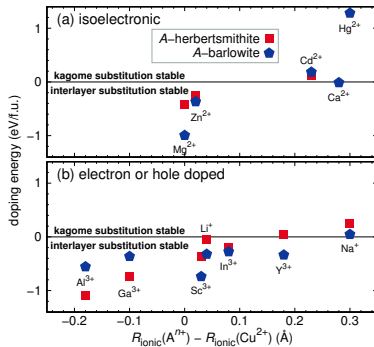 (a) isoelectronic
A-herbertsmithite
A-barlowite
Hg2+
Cd2+
kagome substitution stable
interlayer substitution stable
Ca2+
Zn2+
Mg2+
1
0
−1
doping energy (eV/f.u.)
(b) electron or hole doped
Li+
kagome substitution stable
interlayer substitution stable
Al3+
Ga3+
Sc3+
In3+
Y3+
Na+
1
0
−1
−0.2 −0.1 0 0.1 0.2 0.3
Rionic(An+) − Rionic(Cu2+) (Å)